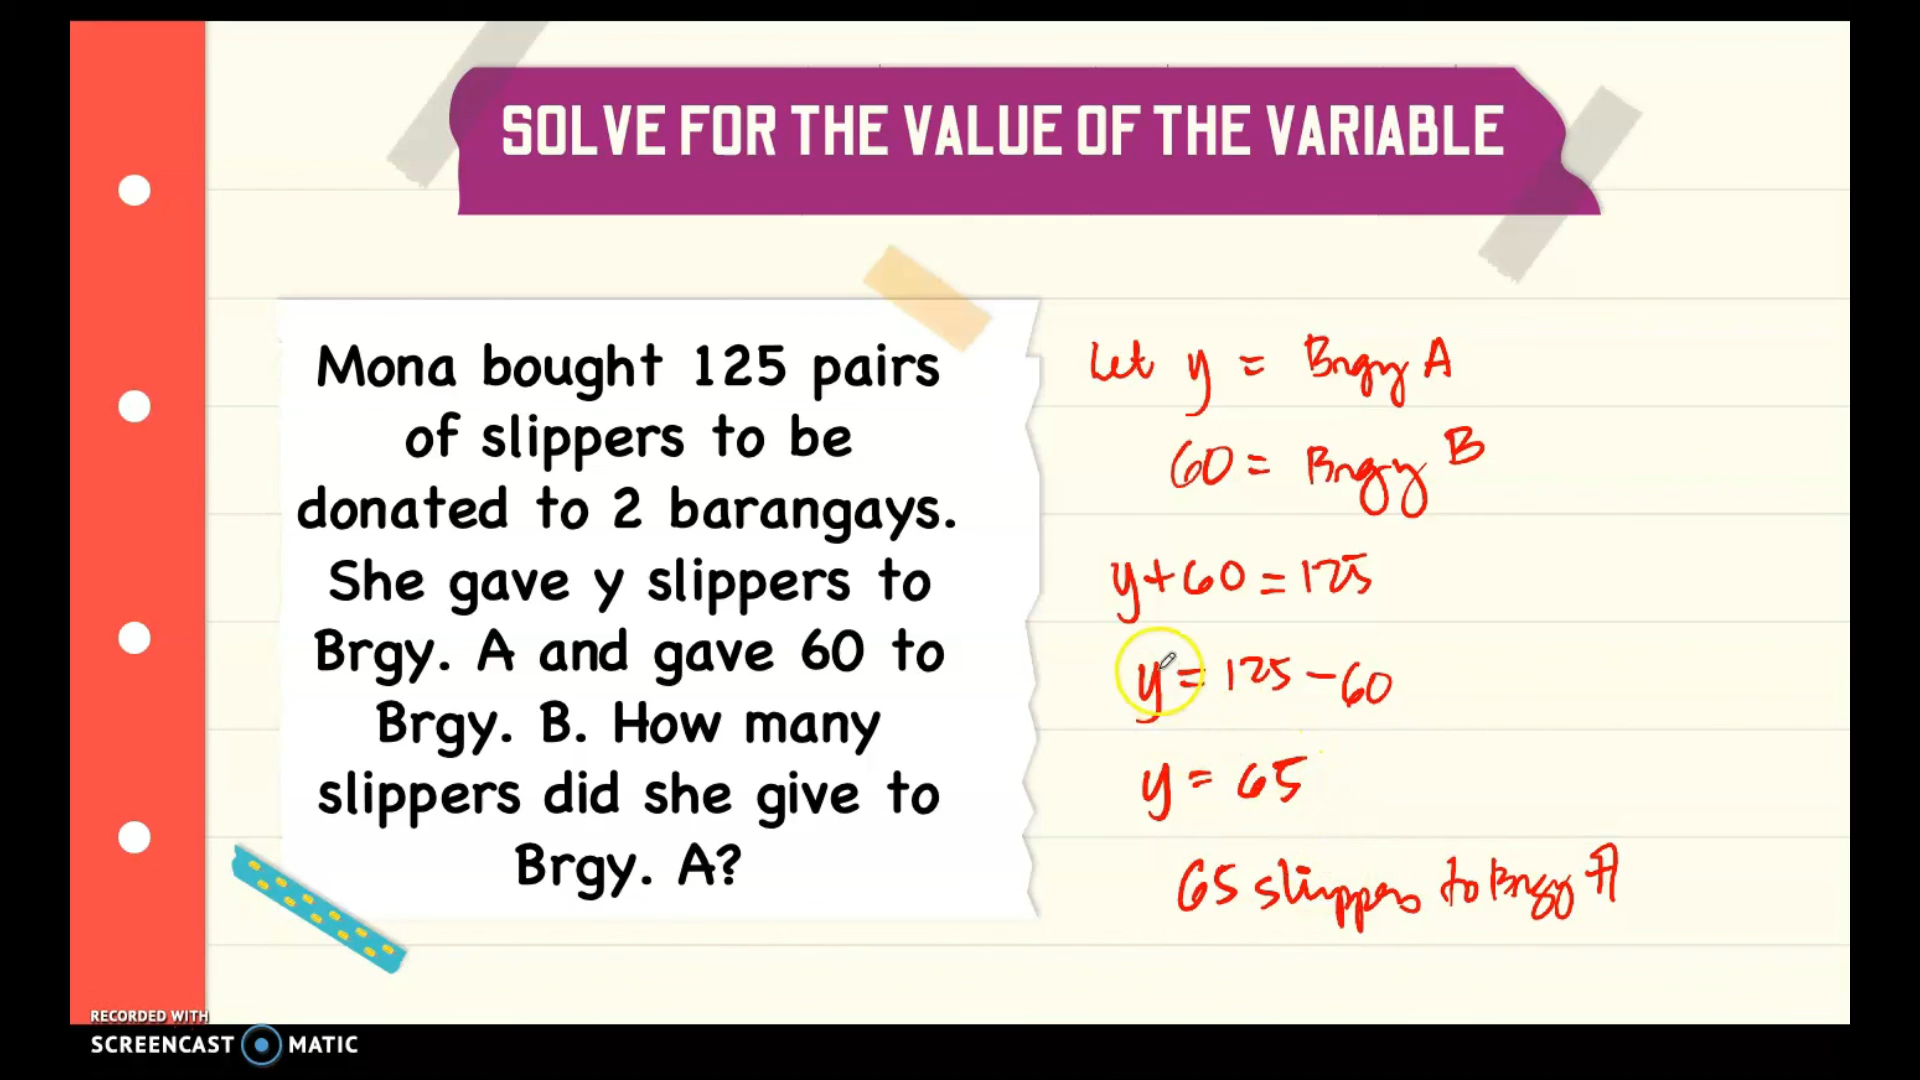 SOLVE FOR THE VALUE OF THE VARIABLE
Mona bought 125 pairs
of slippers to be
donated to 2 barangays.
She gave y slippers to
Brgy. A and gave 60 to
Brgy. B. How many
slippers did she give to
Brgy. A?
Let y = Brgy A
60 = Brgy B
y+60=125
y=125-60
y=65
65 slippers to Brgy A
RECORDED WITH
SCREENCAST MATIC